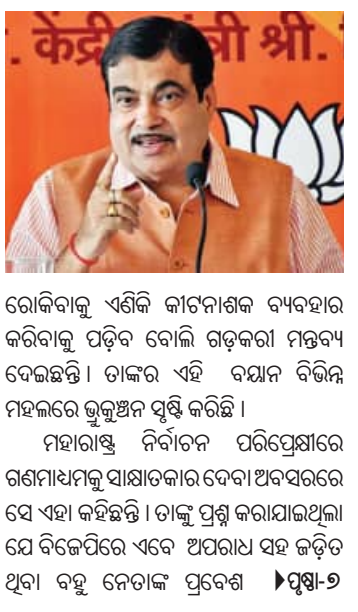 . केंद्री  ंत्री श्री.
ରୋକିବାକୁ ଏଣିକି କୀଟନାଶକ ବ୍ୟବହାର
କରିବାକୁ ପଡ଼ିବ ବୋଲି ଗଡ଼କରୀ ମନ୍ତବ୍ୟ
ଦେଇଛନ୍ତି । ତାଙ୍କର ଏହି ବୟାନ ବିଭିନ୍ନ
ମହଲରେ ଭ୍ରୁକୁଞ୍ଚନ ସୃଷ୍ଟି କରିଛି ।
ମହାରାଷ୍ଟ୍ର ନିର୍ବାଚନ ପରିପ୍ରେକ୍ଷୀରେ
ଗଣମାଧ୍ୟମକୁ ସାକ୍ଷାତକାର ଦେବା ଅବସରରେ
ସେ ଏହା କହିଛନ୍ତି । ତାଙ୍କୁ ପ୍ରଶ୍ନ କରାଯାଇଥିଲା
ଯେ ବିଜେପିରେ ଏବେ ଅପରାଧ ସହ ଜଡ଼ିତ
ଥିବା ବହୁ ନେତାଙ୍କ ପ୍ରବେଶ ▶ପୃଷ୍ଠା-୭